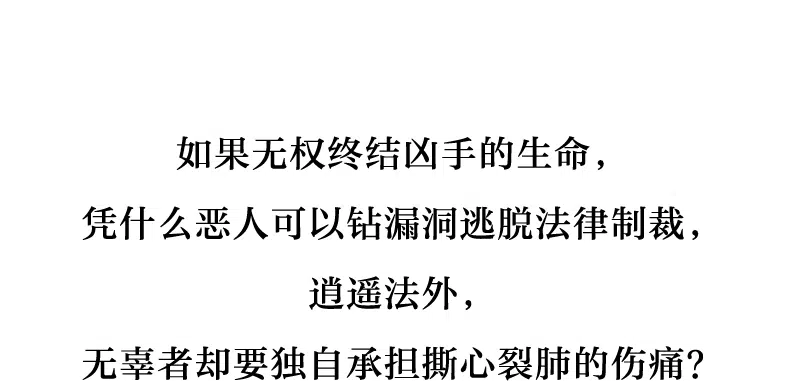 如果无权终结凶手的生命，
凭什么恶人可以钻漏洞逃脱法律制裁，
逍遥法外，
无辜者却要独自承担撕心裂肺的伤痛？